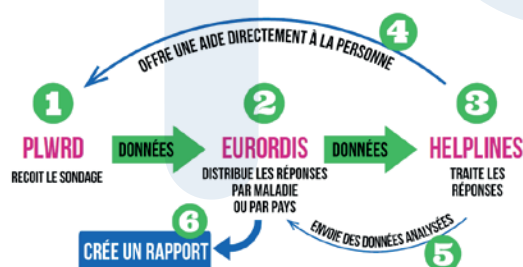 OFFRE UNE AIDE DIRECTEMENT À LA PERSONNE
4
1
2
3
PLWRD
DONNÉES
EURORDIS
DONNÉES
HELPLINES
RECOIT LE SONDAGE
DISTRIBUE LES RÉPONSES
PAR MALADIE
OU PAR PAYS
TRAITE LES
RÉPONSES
6
CRÉE UN RAPPORT
ENVOIE DES DONNÉES ANALYSÉES
5